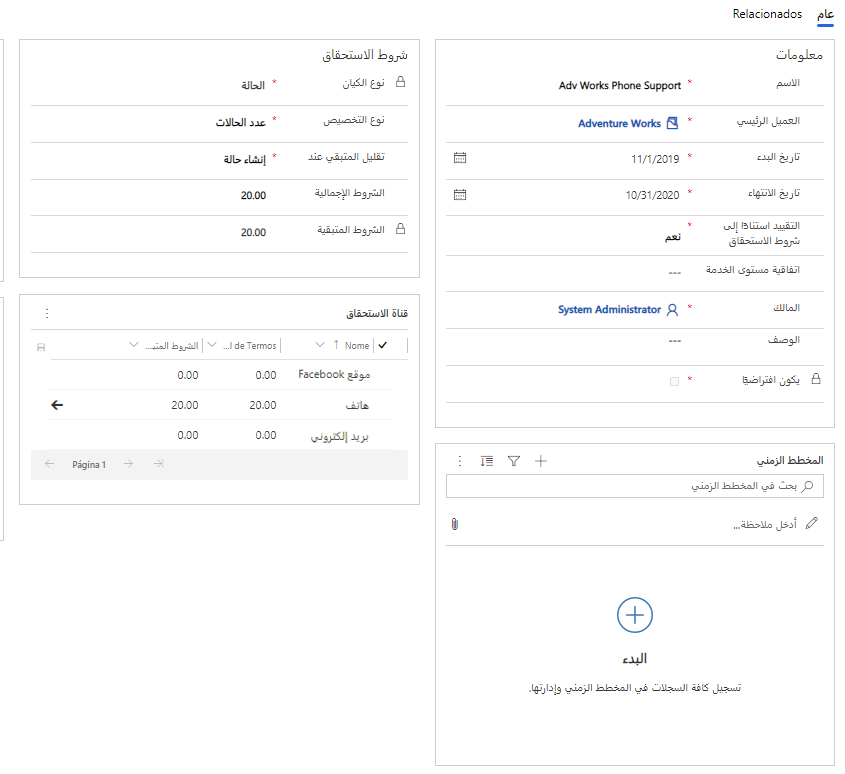 عام
Relacionados
معلومات
الاسم * Adv Works Phone Support
العميل الرئيسي * Adventure Works
تاريخ البدء * 11/1/2019
تاريخ الانتهاء * 10/31/2020
التقييد استنادًا إلى
شروط الاستحقاق * نعم
اتفاقية مستوى الخدمة ---
المالك * System Administrator
الوصف ---
يكون افتراضيًا *
المخطط الزمني
بحث في المخطط الزمني
أدخل ملاحظة...
البدء
تسجيل كافة السجلات في المخطط الزمني وإدارتها.
شروط الاستحقاق
نوع الكيان * الحالة
نوع التخصيص * عدد الحالات
تقليل المتبقي عند * إنشاء حالة
الشروط الإجمالية 20.00
الشروط المتبقية 20.00
قناة الاستحقاق
Nome ↑ l de Termos... الشروط المتبـ...
موقع Facebook 0.00 0.00
هاتف 20.00 20.00
بريد إلكتروني 0.00 0.00
Página 1